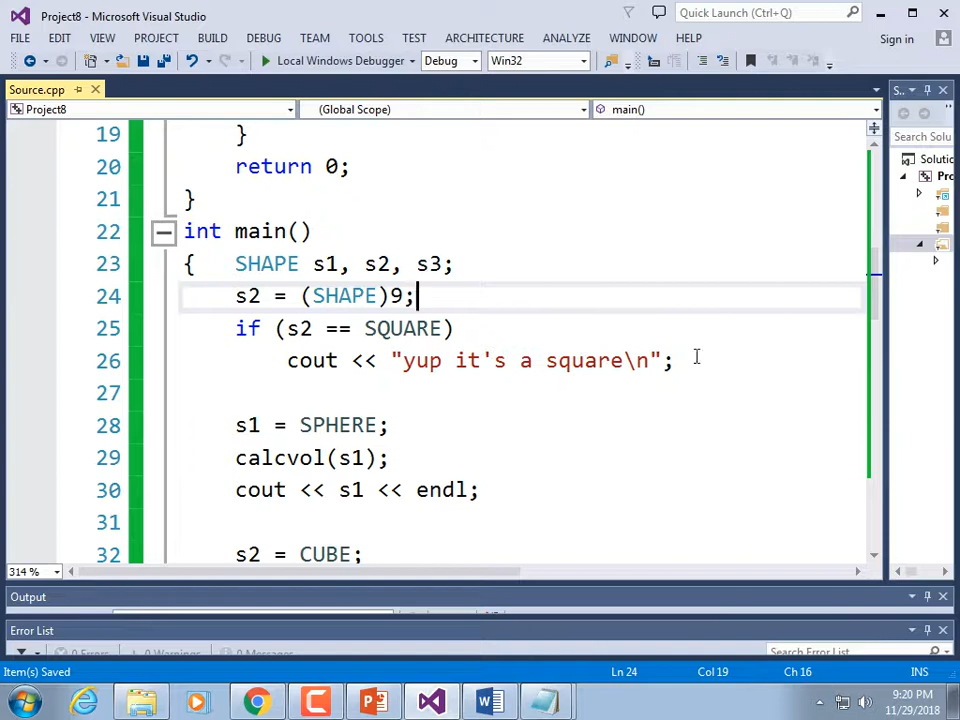 Project8 - Microsoft Visual Studio
Quick Launch (Ctrl+Q)
FILE EDIT VIEW PROJECT BUILD DEBUG TEAM TOOLS TEST ARCHITECTURE ANALYZE WINDOW HELP Sign in
Local Windows Debugger Debug Win32
Source.cpp S..
Project8 (Global Scope) main()
Search Solu
Solutio
Pro
19 }
20 return 0;
21 }
22 int main()
23 { SHAPE s1, s2, s3;
24 s2 = (SHAPE)9;
25 if (s2 == SQUARE)
26 cout << "yup it's a square\n";
27
28 s1 = SPHERE;
29 calcvol(s1);
30 cout << s1 << endl;
31
32 s2 = CUBE;
314 %
Output
Error List
0 Errors 0 Warnings 0 Messages Search Error List
Item(s) Saved Ln 24 Col 19 Ch 16 INS
9:20 PM
11/29/2018